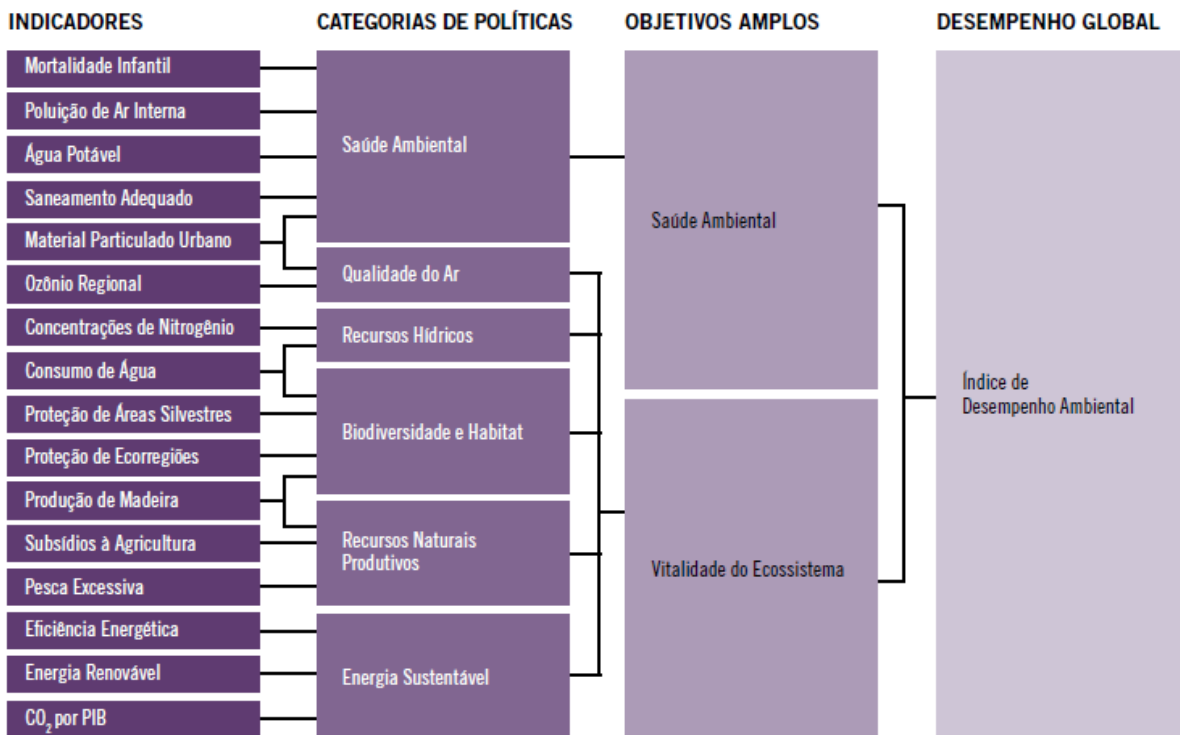 INDICADORES
CATEGORIAS DE POLÍTICAS
OBJETIVOS AMPLOS
DESEMPENHO GLOBAL
Mortalidade Infantil
Poluição de Ar Interna
Água Potável
Saneamento Adequado
Material Particulado Urbano
Ozônio Regional
Concentrações de Nitrogênio
Consumo de Água
Proteção de Áreas Silvestres
Proteção de Ecorregiões
Produção de Madeira
Subsídios à Agricultura
Pesca Excessiva
Eficiência Energética
Energia Renovável
CO₂ por PIB
Saúde Ambiental
Qualidade do Ar
Recursos Hídricos
Biodiversidade e Habitat
Recursos Naturais
Produtivos
Energia Sustentável
Saúde Ambiental
Vitalidade do Ecossistema
Índice de
Desempenho Ambiental